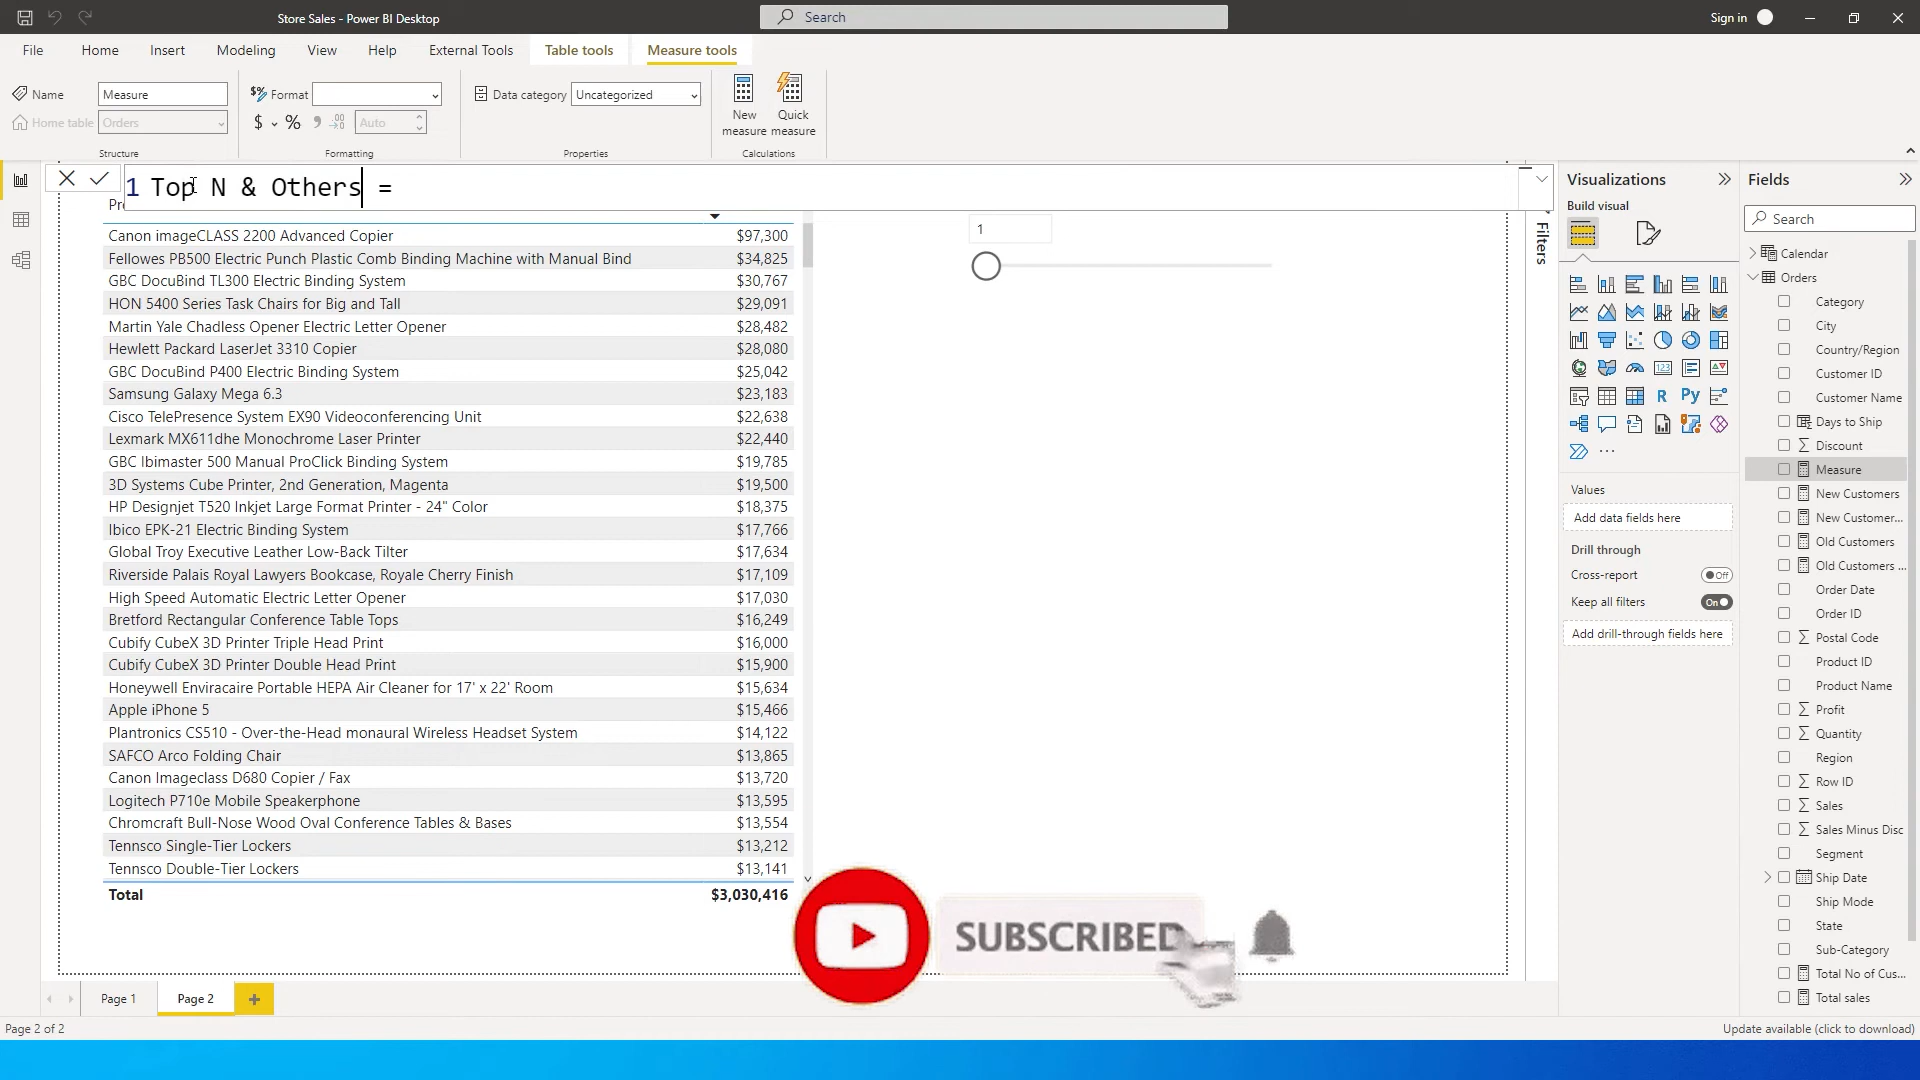 Store Sales - Power BI Desktop
Search
Sign in
File
Home
Insert
Modeling
View
Help
External Tools
Table tools
Measure tools
Name
Measure
Home table
Orders
Structure
Format
$
%
Auto
Formatting
Data category
Uncategorized
Properties
New measure
Quick measure
Calculations
1 Top N & Others =
Canon imageCLASS 2200 Advanced Copier $97,300
Fellowes PB500 Electric Punch Plastic Comb Binding Machine with Manual Bind $34,825
GBC DocuBind TL300 Electric Binding System $30,767
HON 5400 Series Task Chairs for Big and Tall $29,091
Martin Yale Chadless Opener Electric Letter Opener $28,482
Hewlett Packard LaserJet 3310 Copier $28,080
GBC DocuBind P400 Electric Binding System $25,042
Samsung Galaxy Mega 6.3 $23,183
Cisco TelePresence System EX90 Videoconferencing Unit $22,638
Lexmark MX611dhe Monochrome Laser Printer $22,440
GBC Ibimaster 500 Manual ProClick Binding System $19,785
3D Systems Cube Printer, 2nd Generation, Magenta $19,500
HP Designjet T520 Inkjet Large Format Printer - 24" Color $18,375
Ibico EPK-21 Electric Binding System $17,766
Global Troy Executive Leather Low-Back Tilter $17,634
Riverside Palais Royal Lawyers Bookcase, Royale Cherry Finish $17,109
High Speed Automatic Electric Letter Opener $17,030
Bretford Rectangular Conference Table Tops $16,249
Cubify CubeX 3D Printer Triple Head Print $16,000
Cubify CubeX 3D Printer Double Head Print $15,900
Honeywell Enviracaire Portable HEPA Air Cleaner for 17' x 22' Room $15,634
Apple iPhone 5 $15,466
Plantronics CS510 - Over-the-Head monaural Wireless Headset System $14,122
SAFCO Arco Folding Chair $13,865
Canon Imageclass D680 Copier / Fax $13,720
Logitech P710e Mobile Speakerphone $13,595
Chromcraft Bull-Nose Wood Oval Conference Tables & Bases $13,554
Tennsco Single-Tier Lockers $13,212
Tennsco Double-Tier Lockers $13,141
Total $3,030,416
1
SUBSCRIBED
Filters
Visualizations
Build visual
R
Py
123
Values
Add data fields here
Drill through
Cross-report
Off
Keep all filters
On
Add drill-through fields here
Fields
Search
Calendar
Orders
Category
City
Country/Region
Customer ID
Customer Name
Days to Ship
Discount
Measure
New Customers
New Customer...
Old Customers
Old Customers ...
Order Date
Order ID
Postal Code
Product ID
Product Name
Profit
Quantity
Region
Row ID
Sales
Sales Minus Disc
Segment
Ship Date
Ship Mode
State
Sub-Category
Total No of Cus...
Total sales
Page 1
Page 2
Page 2 of 2
Update available (click to download)